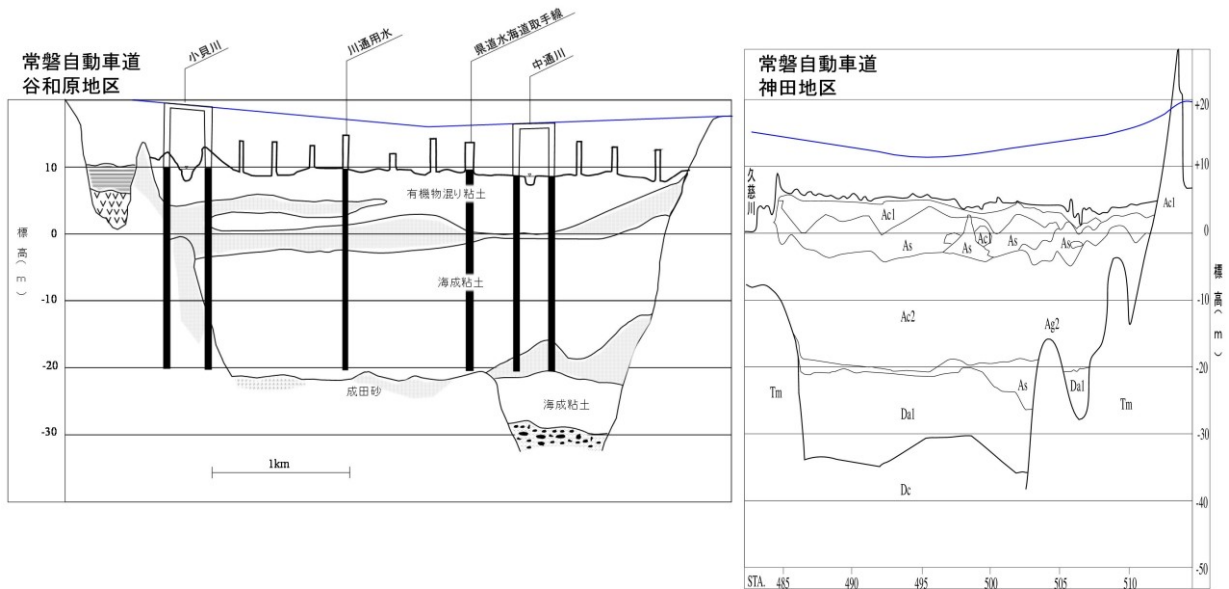 常磐自動車道
谷和原地区
小貝川
川通用水
県道水海道取手線
中通川
10
0
-10
-20
-30
標高(m)
有機物混り粘土
海成粘土
成田砂
海成粘土
1km
常磐自動車道
神田地区
久慈川
+20
+10
0
-10
-20
-30
-40
-50
標高(m)
Ac1
Ac1
As
As
Ac1
As
As
Ac2
Ag2
Tm
As
Da1
Tm
Da1
Dc
STA.
485
490
495
500
505
510